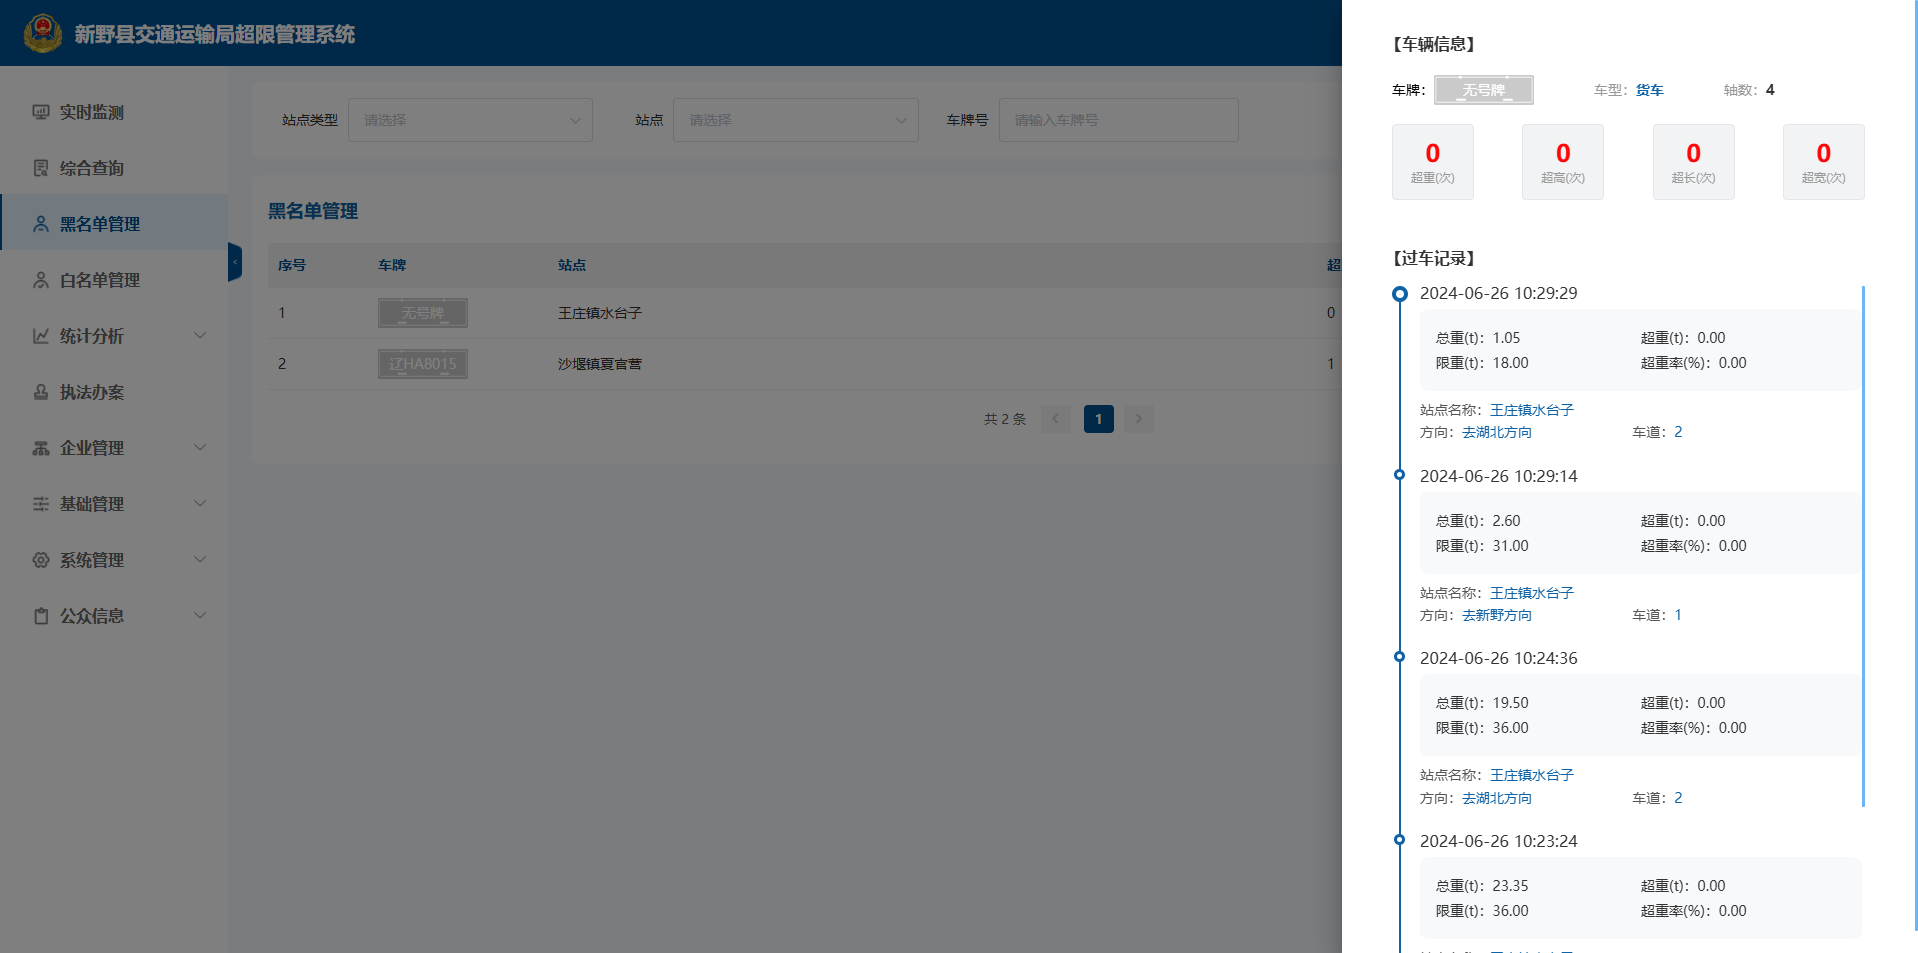 新野县交通运输局超限管理系统
实时监测
综合查询
黑名单管理
白名单管理
统计分析
执法办案
企业管理
基础管理
系统管理
公众信息
站点类型 请选择 站点 请选择 车牌号 请输入车牌号
黑名单管理
序号 车牌 站点 超
1 无号牌 王庄镇水台子 0
2 辽HA8015 沙堰镇夏官营 1
共 2 条 1
【车辆信息】
车牌： 无号牌 车型：货车 轴数：4
0 0 0 0
超重(次) 超高(次) 超长(次) 超宽(次)
【过车记录】
2024-06-26 10:29:29
总重(t)：1.05 超重(t)：0.00
限重(t)：18.00 超重率(%)：0.00
站点名称：王庄镇水台子
方向：去湖北方向 车道：2
2024-06-26 10:29:14
总重(t)：2.60 超重(t)：0.00
限重(t)：31.00 超重率(%)：0.00
站点名称：王庄镇水台子
方向：去新野方向 车道：1
2024-06-26 10:24:36
总重(t)：19.50 超重(t)：0.00
限重(t)：36.00 超重率(%)：0.00
站点名称：王庄镇水台子
方向：去湖北方向 车道：2
2024-06-26 10:23:24
总重(t)：23.35 超重(t)：0.00
限重(t)：36.00 超重率(%)：0.00